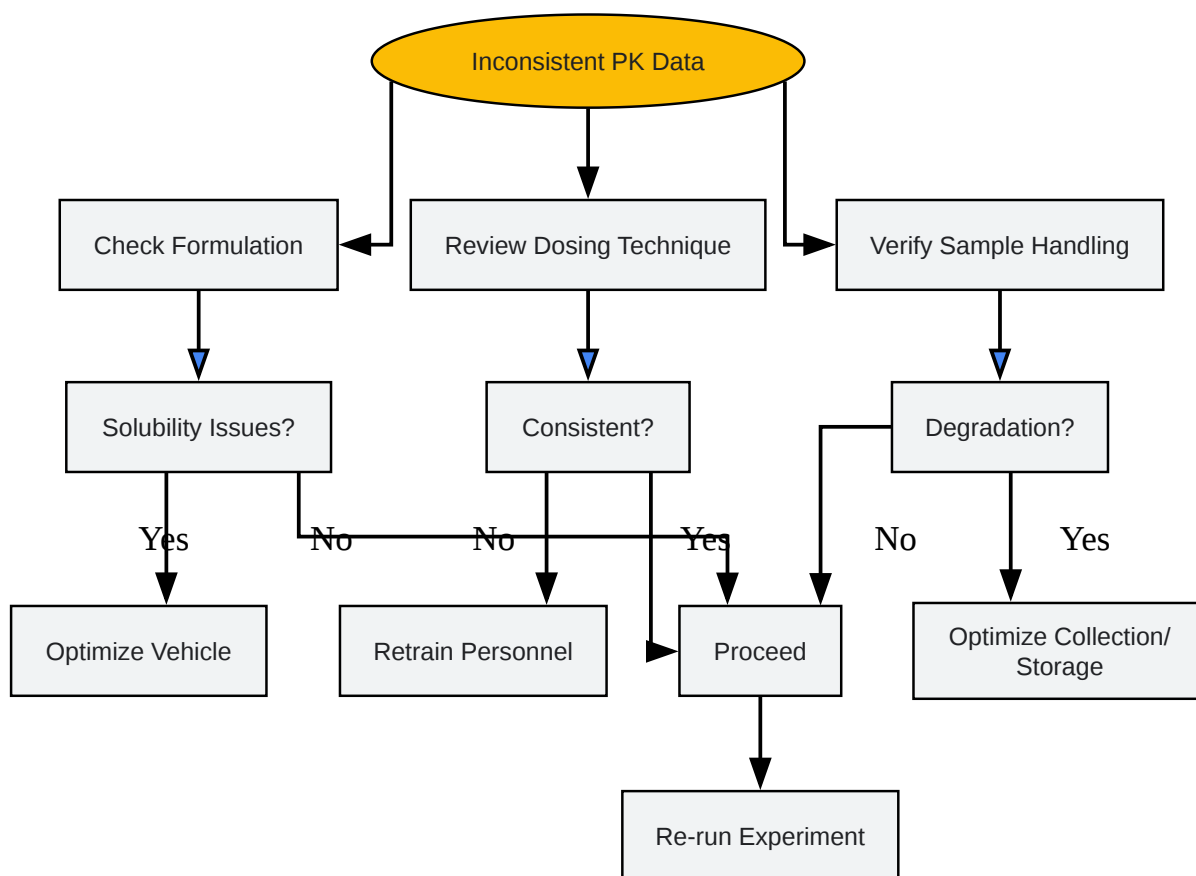 Inconsistent PK Data
Check Formulation
Review Dosing Technique
Verify Sample Handling
Solubility Issues?
Consistent?
Degradation?
Yes
No
No
Yes
No
Yes
Optimize Vehicle
Retrain Personnel
Proceed
Optimize Collection/
Storage
Re-run Experiment